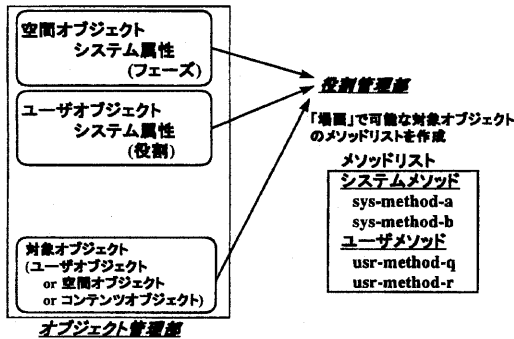 空間オブジェクト
システム属性
(フェーズ)
ユーザオブジェクト
システム属性
(役割)
対象オブジェクト
(ユーザオブジェクト
or 空間オブジェクト
or コンテンツオブジェクト)
オブジェクト管理部
役割管理部
「場面」で可能な対象オブジェクト
のメソッドリストを作成
メソッドリスト
システムメソッド
sys-method-a
sys-method-b
ユーザメソッド
usr-method-q
usr-method-r